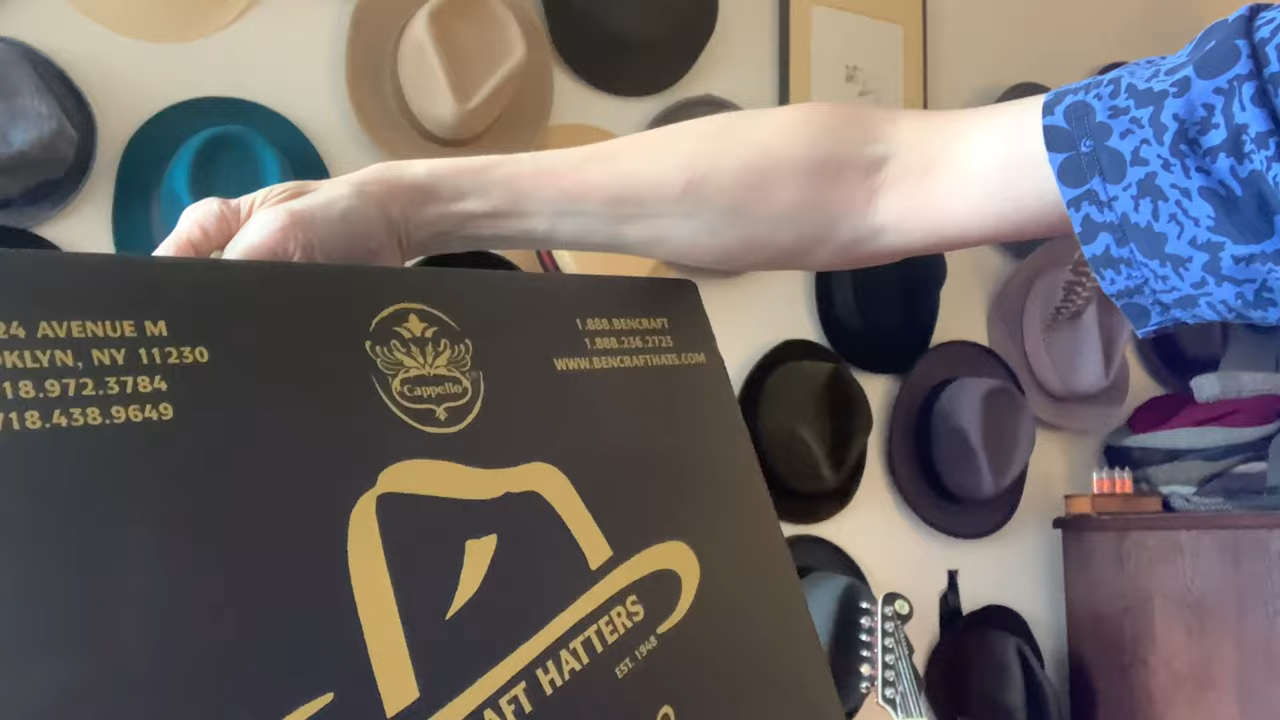 24 AVENUE M
KLYN, NY 11230
18.972.3784
718.438.9649
Cappello
1.888.BENCRAFT
1.888.236.2723
WWW.BENCRAFTHATS.COM
AFT HATTERS
EST. 1948